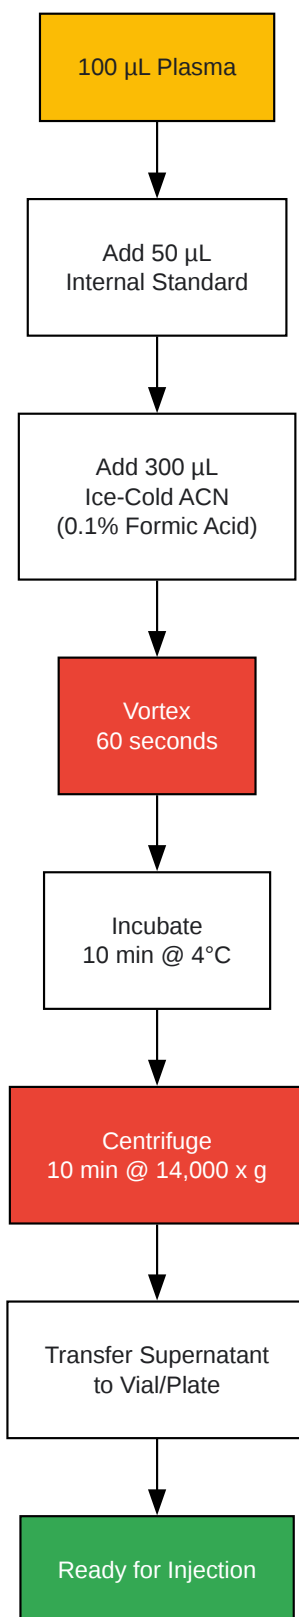 100 µL Plasma
Add 50 µL
Internal Standard
Add 300 µL
Ice-Cold ACN
(0.1% Formic Acid)
Vortex
60 seconds
Incubate
10 min @ 4°C
Centrifuge
10 min @ 14,000 x g
Transfer Supernatant
to Vial/Plate
Ready for Injection